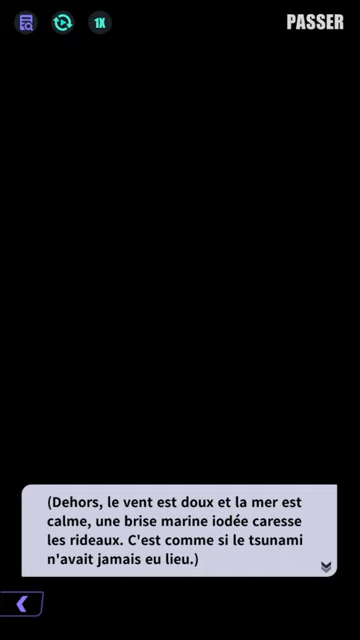 1X
PASSER
(Dehors, le vent est doux et la mer est
calme, une brise marine iodée caresse
les rideaux. C'est comme si le tsunami
n'avait jamais eu lieu.)